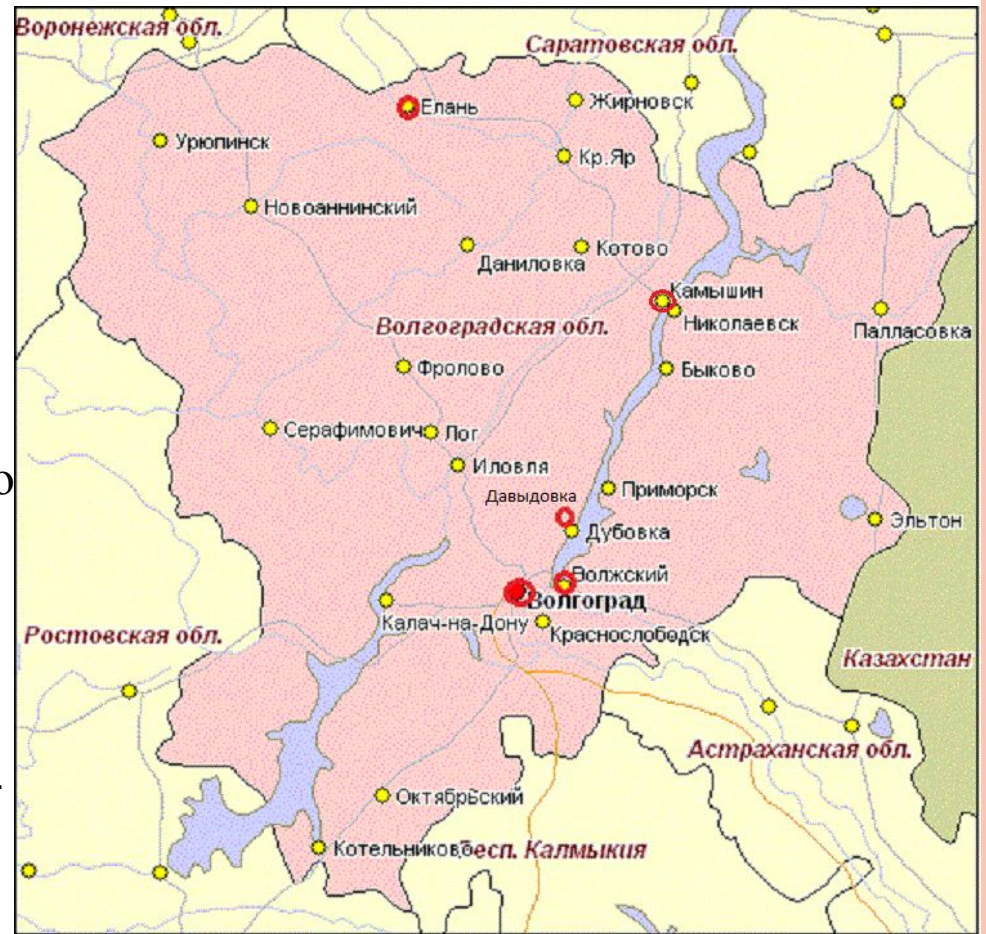 Воронежская обл.
Саратовская обл.
Елань
Жирновск
Урюпинск
Кр.Яр
Новоаннинский
Даниловка
Котово
Камышин
Николаевск
Волгоградская обл.
Палласовка
Фролово
Быково
Серафимович
Лог
Иловля
о
Давыдовка
Приморск
Дубовка
Эльтон
Волжский
Волгоград
Калач-на-Дону
Краснослободск
Ростовская обл.
Казахстан
Астраханская обл.
Октябрьский
Котельниково
Респ. Калмыкия